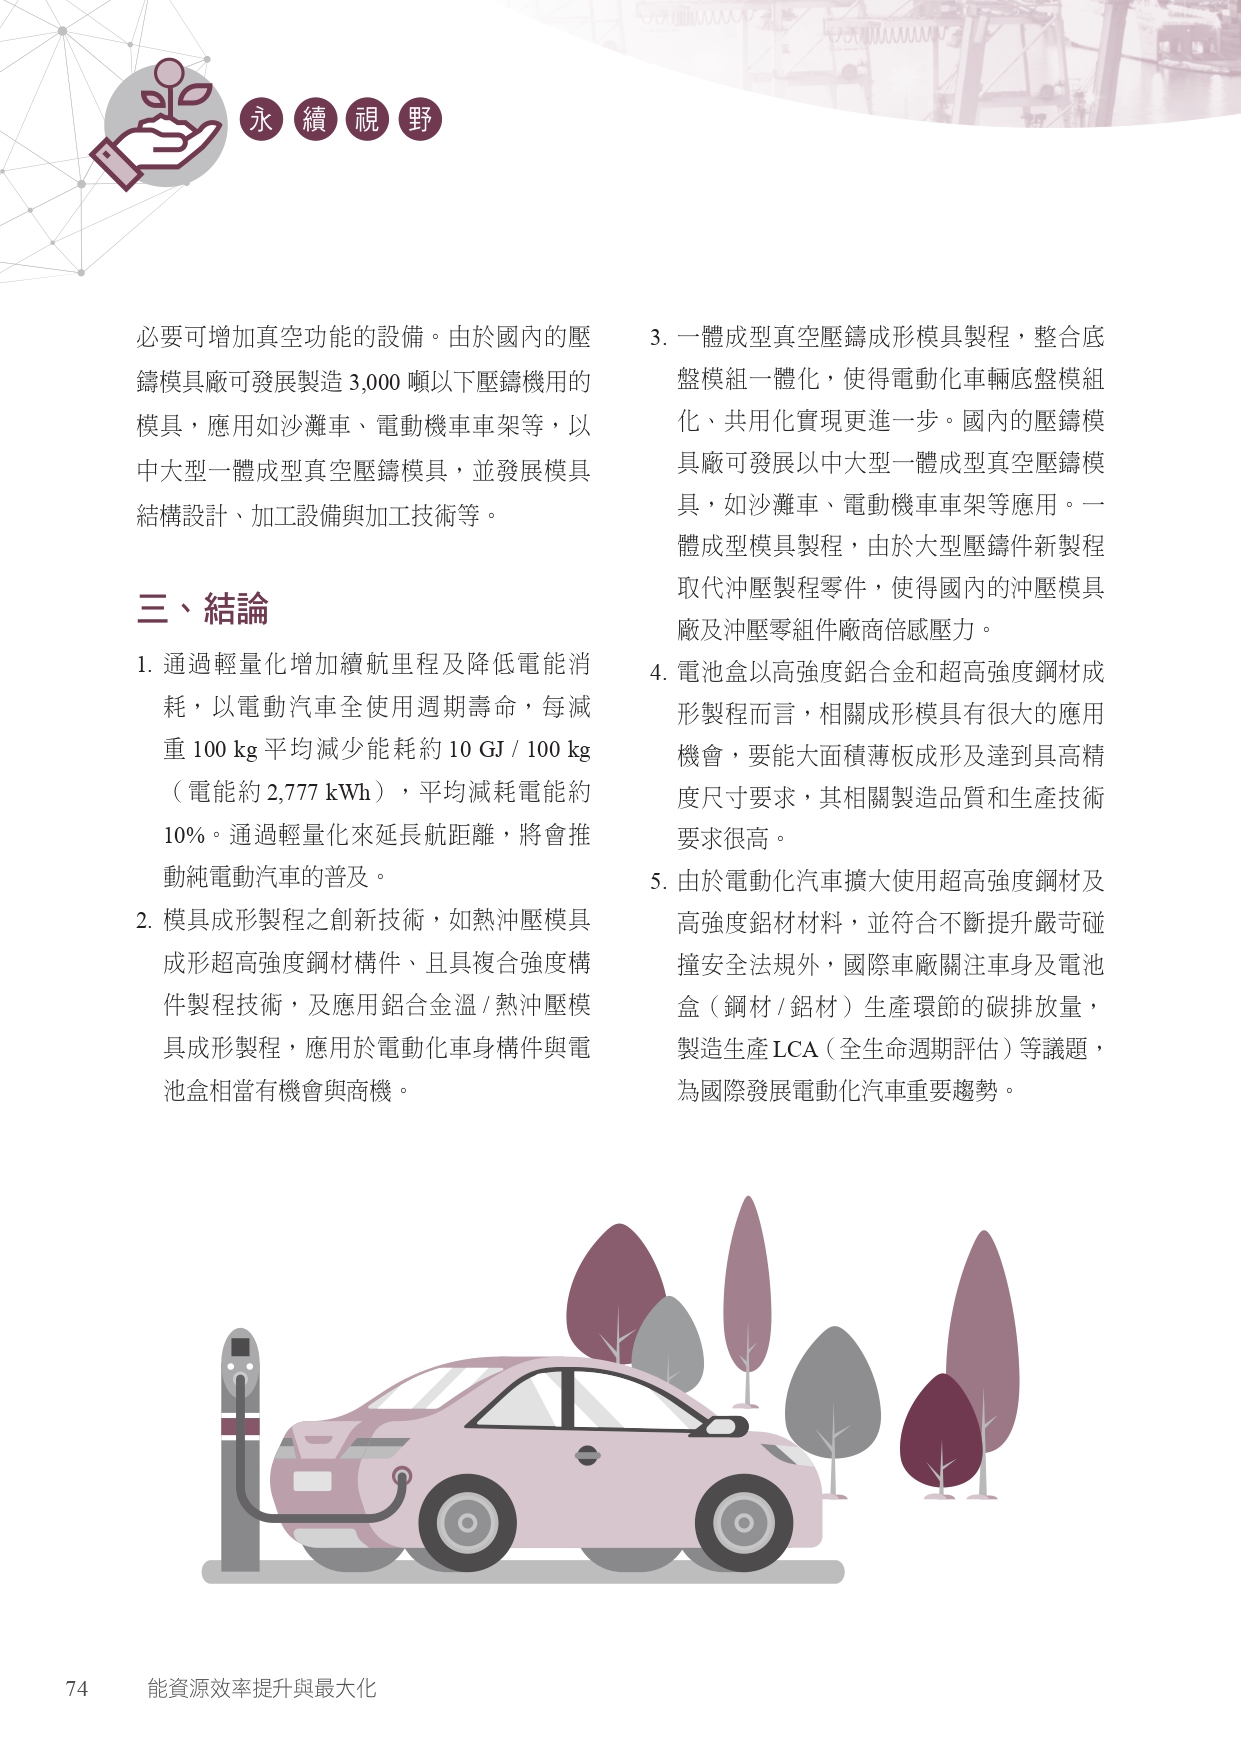 永續視野
必要可增加真空功能的設備。由於國內的壓
鑄模具廠可發展製造 3,000 噸以下壓鑄機用的
模具，應用如沙灘車、電動機車車架等，以
中大型一體成型真空壓鑄模具，並發展模具
結構設計、加工設備與加工技術等。
三、結論
1. 通過輕量化增加續航里程及降低電能消
耗，以電動汽車全使用週期壽命，每減
重 100 kg 平均減少能耗約 10 GJ / 100 kg
（電能約 2,777 kWh），平均減耗電能約
10%。通過輕量化來延長航距離，將會推
動純電動汽車的普及。
2. 模具成形製程之創新技術，如熱沖壓模具
成形超高強度鋼材構件、且具複合強度構
件製程技術，及應用鋁合金溫 / 熱沖壓模
具成形製程，應用於電動化車身構件與電
池盒相當有機會與商機。
3. 一體成型真空壓鑄成形模具製程，整合底
盤模組一體化，使得電動化車輛底盤模組
化、共用化實現更進一步。國內的壓鑄模
具廠可發展以中大型一體成型真空壓鑄模
具，如沙灘車、電動機車車架等應用。一
體成型模具製程，由於大型壓鑄件新製程
取代沖壓製程零件，使得國內的沖壓模具
廠及沖壓零組件廠商倍感壓力。
4. 電池盒以高強度鋁合金和超高強度鋼材成
形製程而言，相關成形模具有很大的應用
機會，要能大面積薄板成形及達到具高精
度尺寸要求，其相關製造品質和生產技術
要求很高。
5. 由於電動化汽車擴大使用超高強度鋼材及
高強度鋁材材料，並符合不斷提升嚴苛碰
撞安全法規外，國際車廠關注車身及電池
盒（鋼材 / 鋁材）生產環節的碳排放量，
製造生產 LCA（全生命週期評估）等議題，
為國際發展電動化汽車重要趨勢。
74 能資源效率提升與最大化